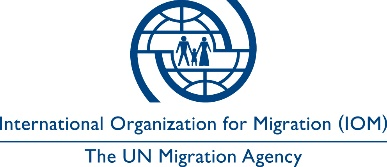 International Organization for Migration (IOM)
The UN Migration Agency